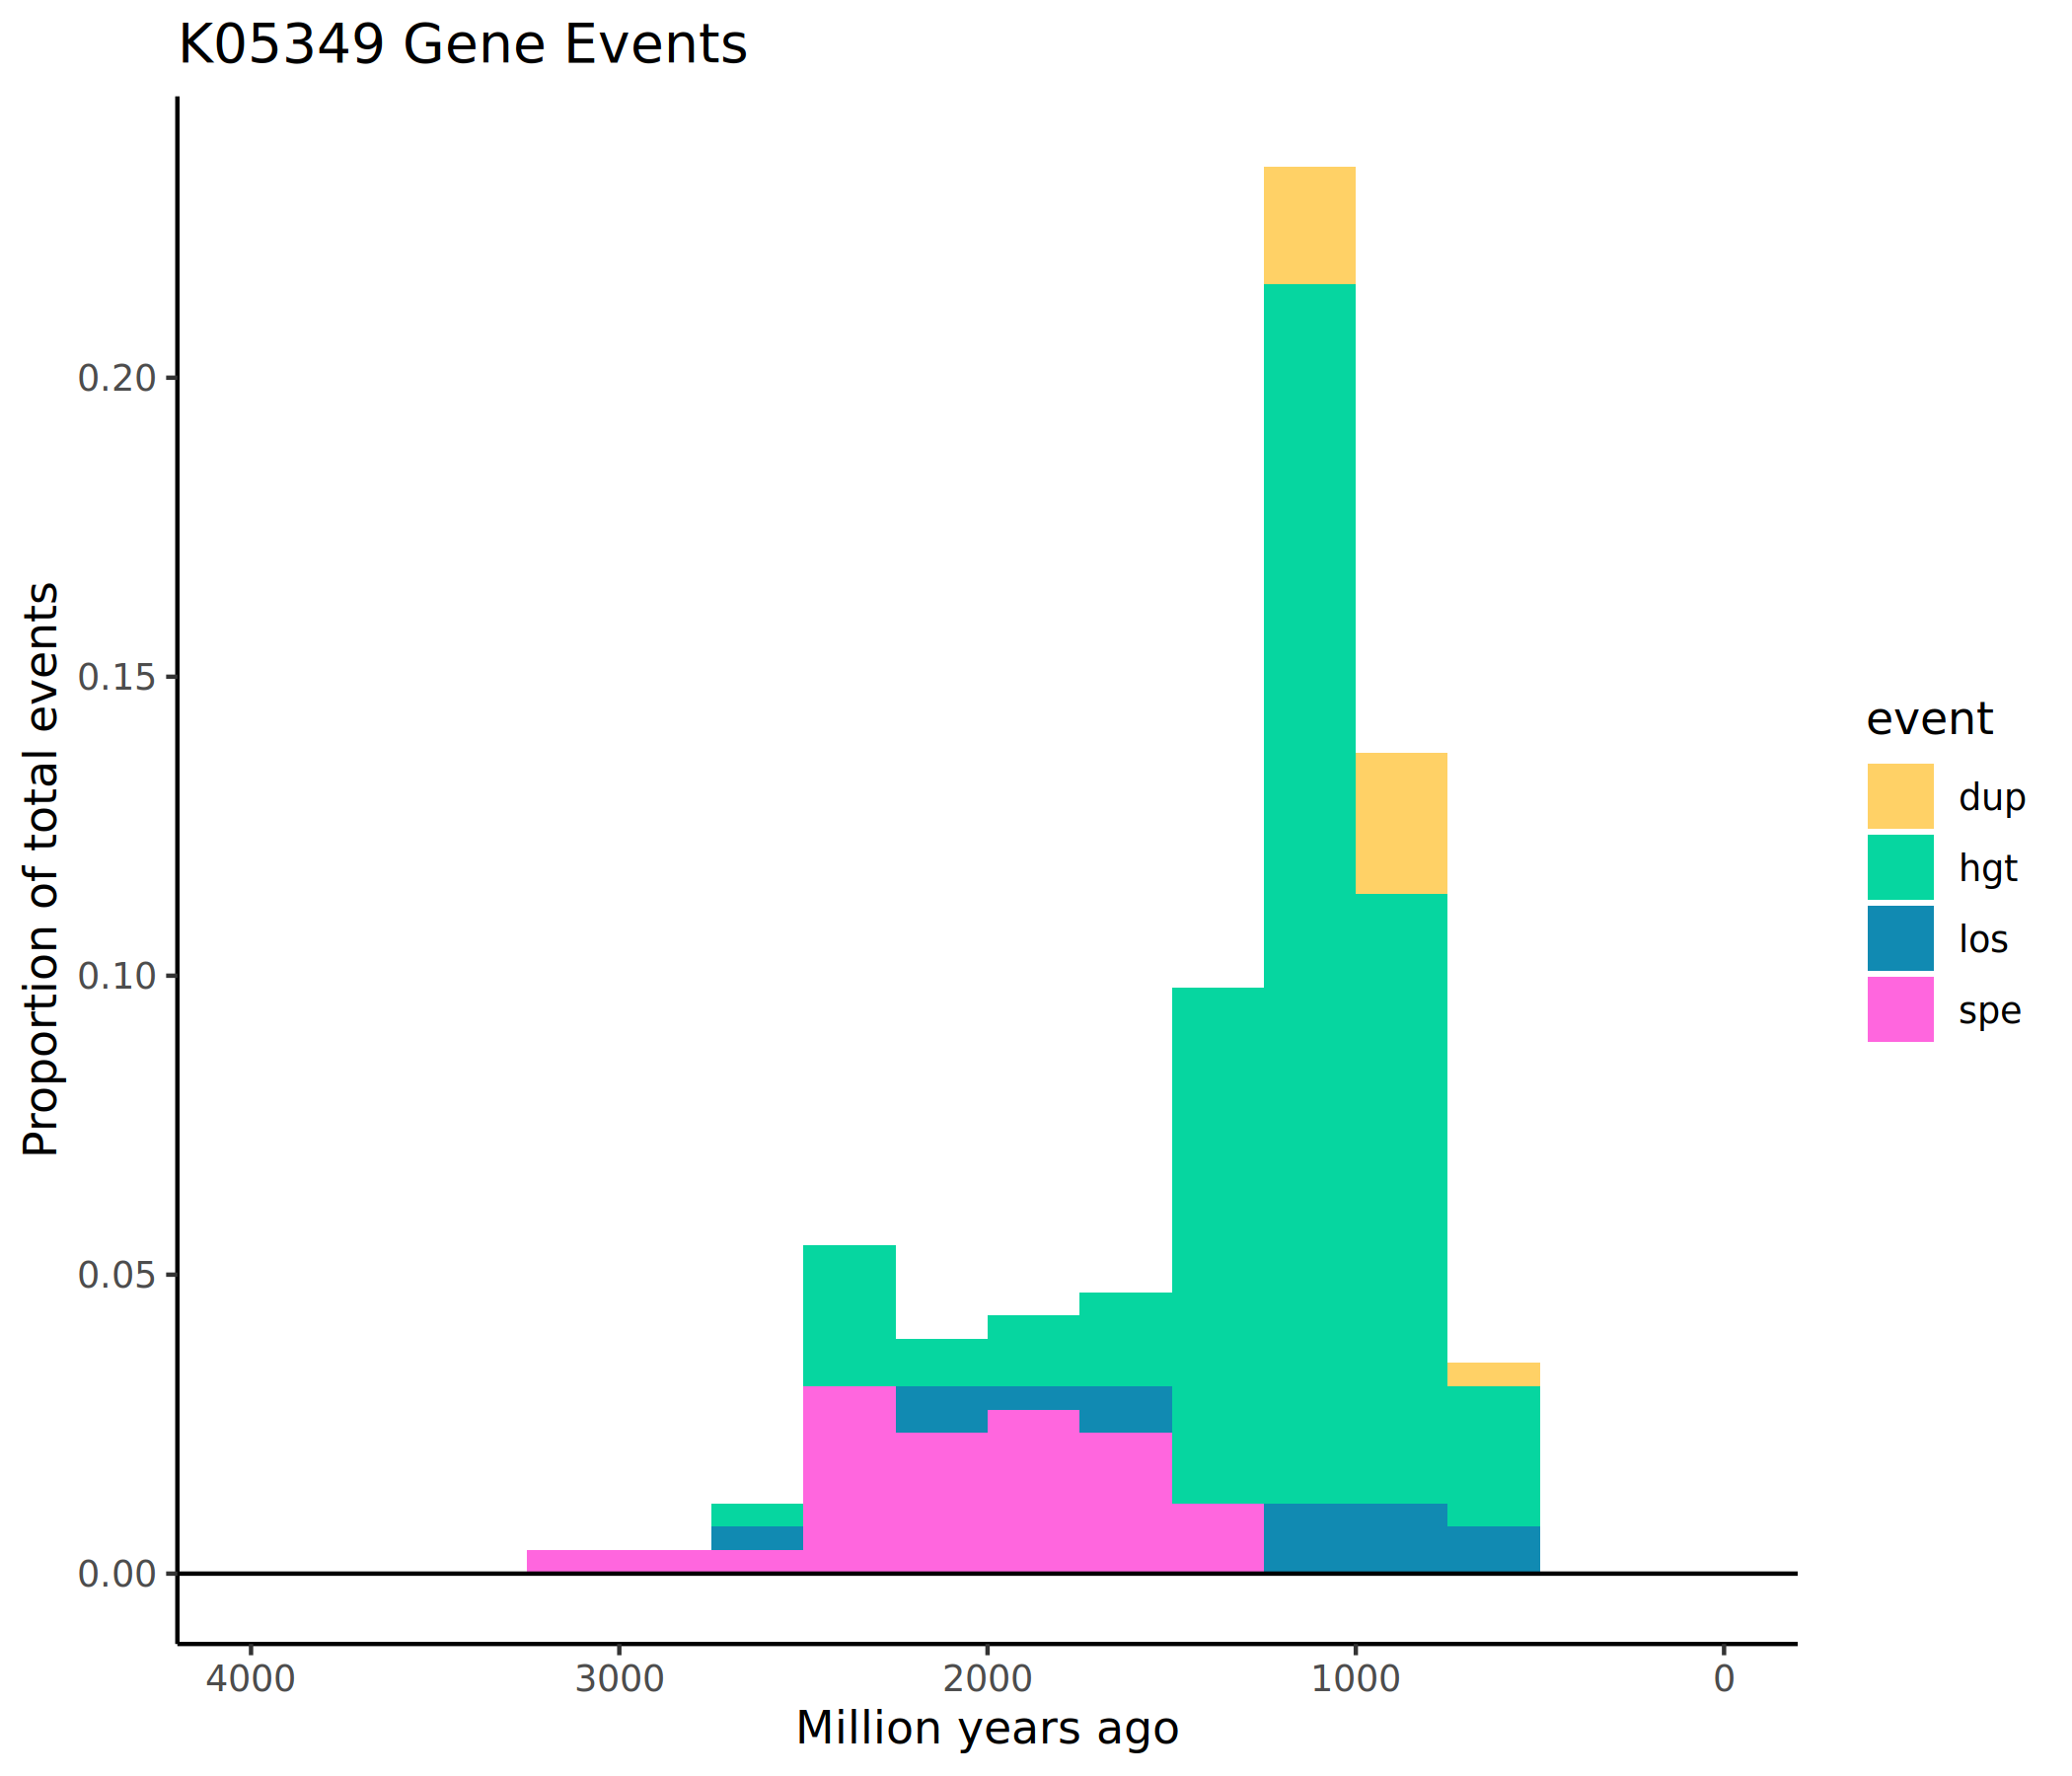 K05349 Gene Events
Proportion of total events
0.20
0.15
0.10
0.05
0.00
4000 3000 2000 1000 0
Million years ago
event
dup
hgt
los
spe